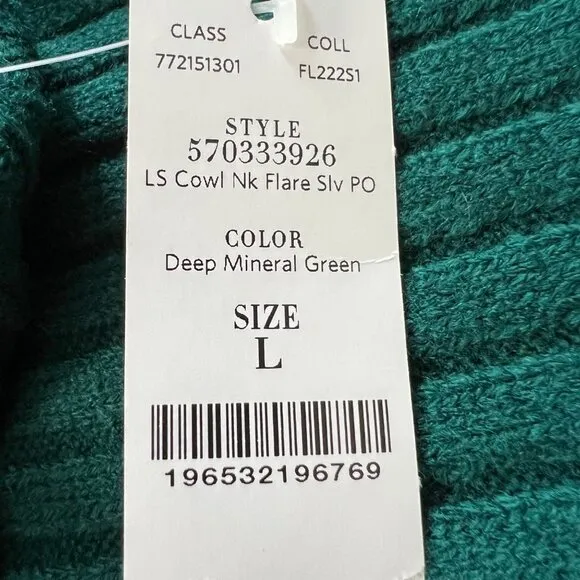 CLASS
772151301
COLL
FL222S1
STYLE
570333926
LS Cowl Nk Flare Slv PO
COLOR
Deep Mineral Green
SIZE
L
196532196769